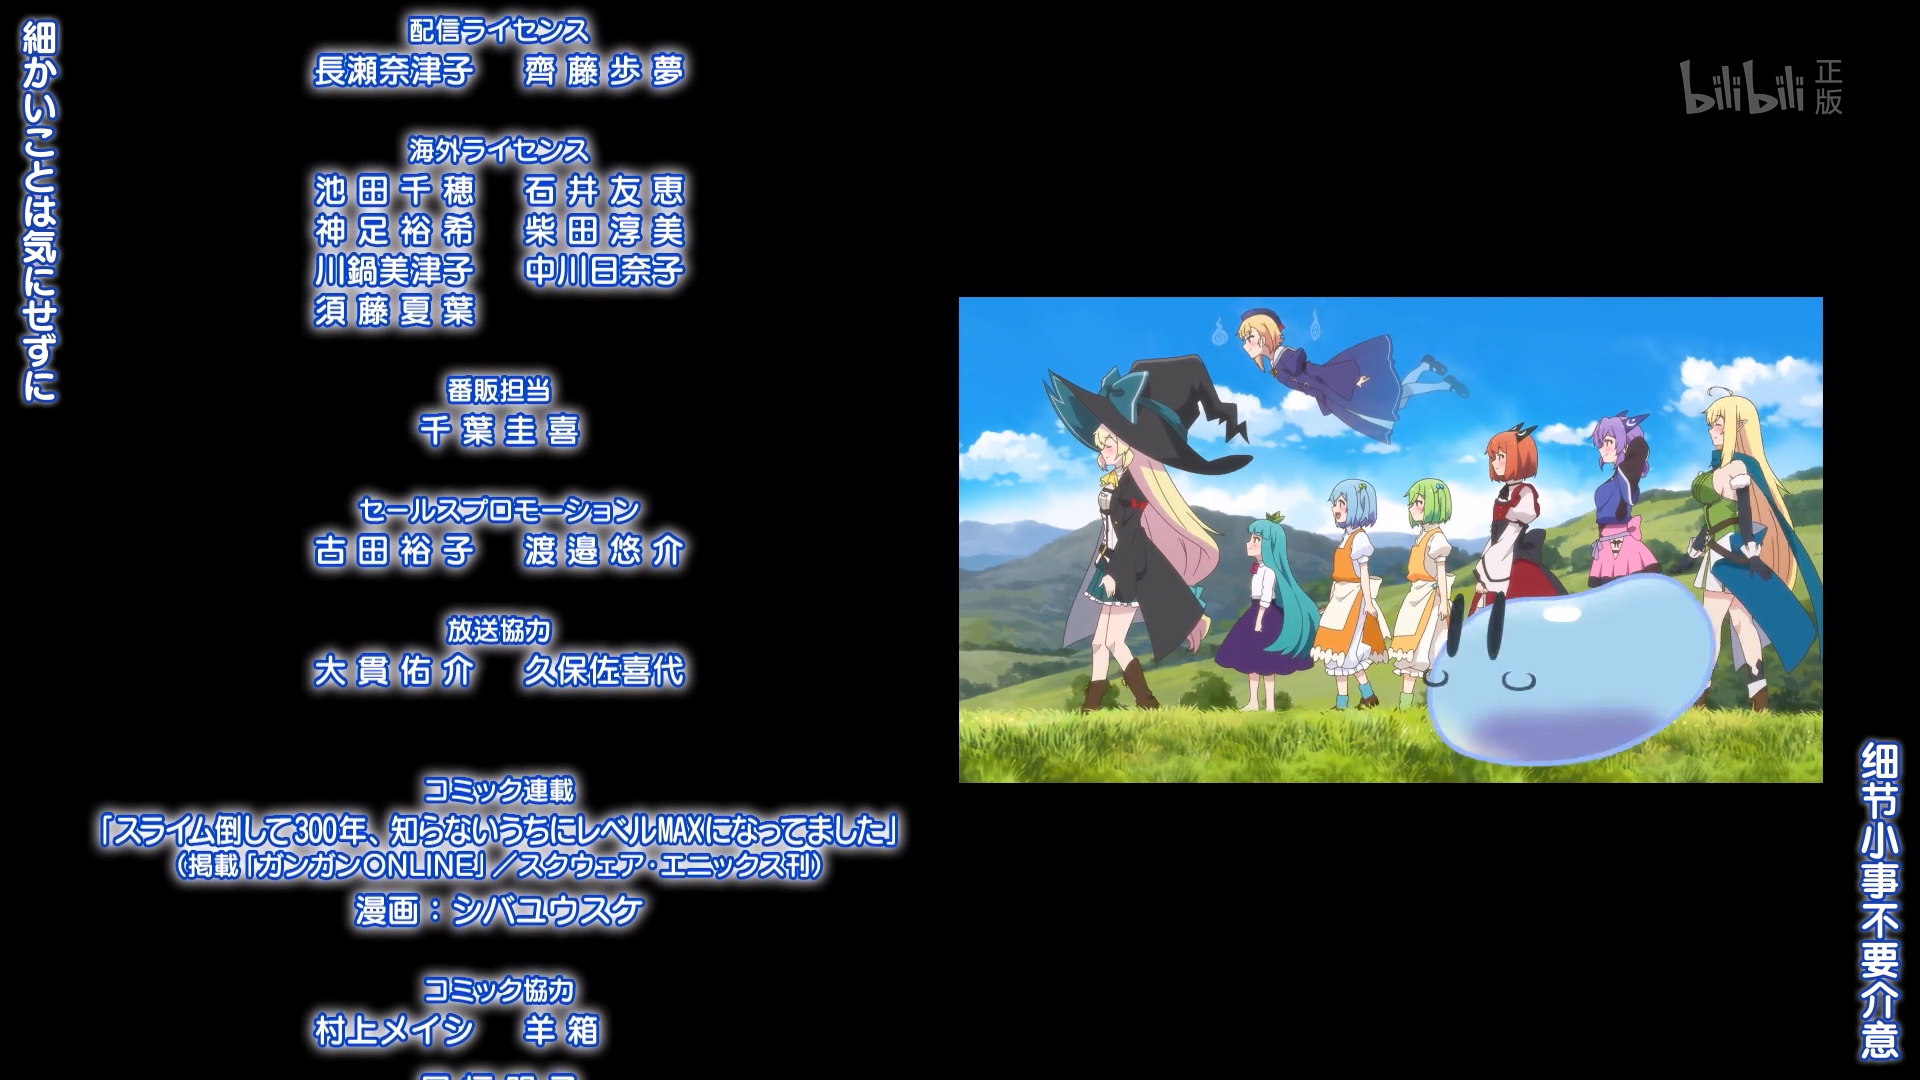 細かいことは気にせずに
配信ライセンス
長瀬奈津子 齊藤歩夢
海外ライセンス
池田千穂 石井友恵
神足裕希 柴田淳美
川鍋美津子 中川日奈子
須藤夏葉
番販担当
千葉圭喜
セールスプロモーション
古田裕子 渡邉悠介
放送協力
大貫佑介 久保佐喜代
コミック連載
「スライム倒して300年、知らないうちにレベルMAXになってました」
（掲載「ガンガンONLINE」／スクウェア・エニックス刊）
漫画：シバユウスケ
コミック協力
村上メイシ 羊箱
bilibili 正版
细节小事不要介意